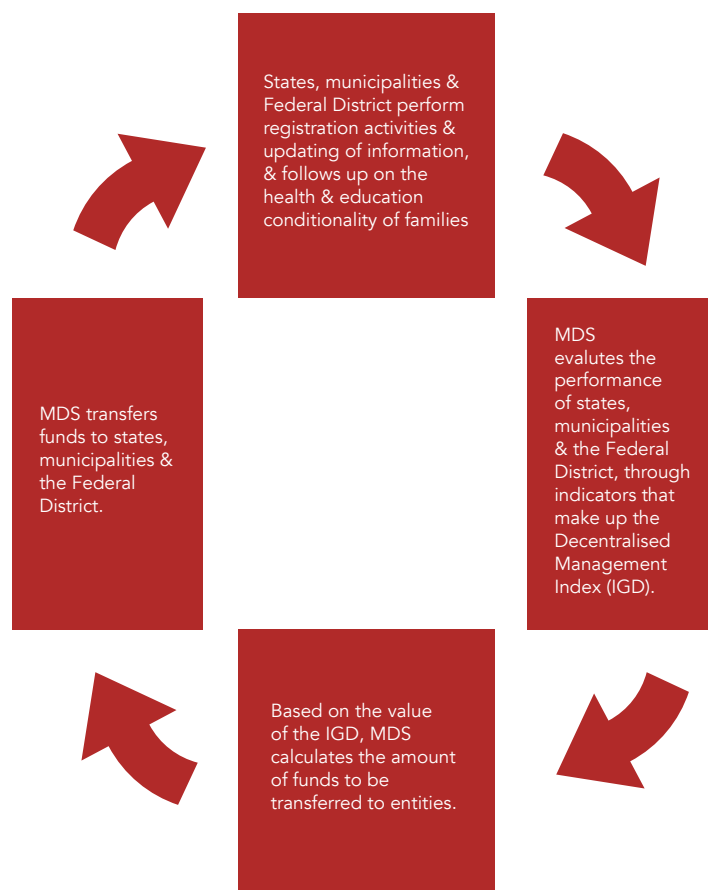 States, municipalities &
Federal District perform
registration activities &
updating of information,
& follows up on the
health & education
conditionality of families
MDS
evalutes the
performance
of states,
municipalities
& the Federal
District, through
indicators that
make up the
Decentralised
Management
Index (IGD).
Based on the value
of the IGD, MDS
calculates the amount
of funds to be
transferred to entities.
MDS transfers
funds to states,
municipalities &
the Federal
District.